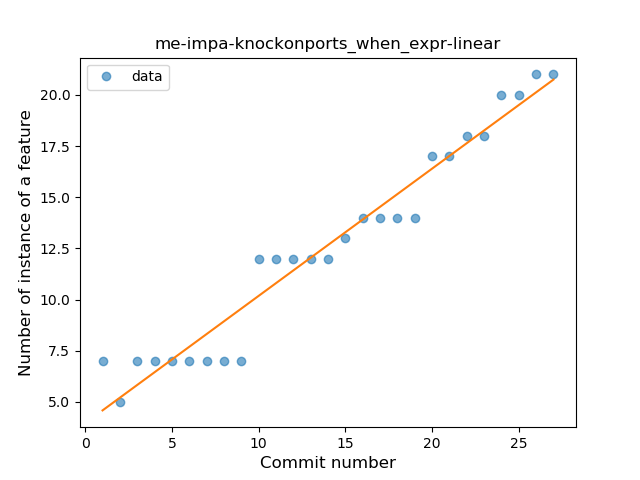 me-impa-knockonports_when_expr-linear
data
Number of instance of a feature
20.0
17.5
15.0
12.5
10.0
7.5
5.0
0 5 10 15 20 25
Commit number